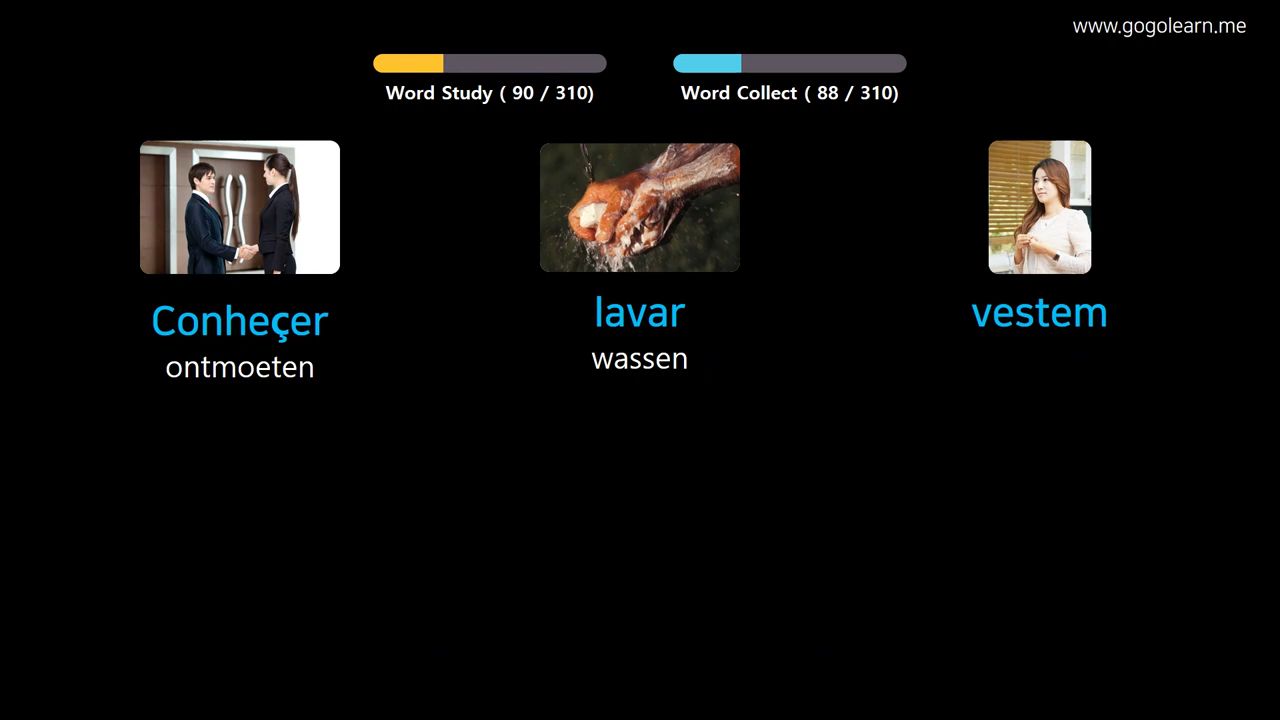 www.gogolearn.me
Word Study ( 90 / 310)
Word Collect ( 88 / 310)
Conheçer
ontmoeten
lavar
wassen
vestem